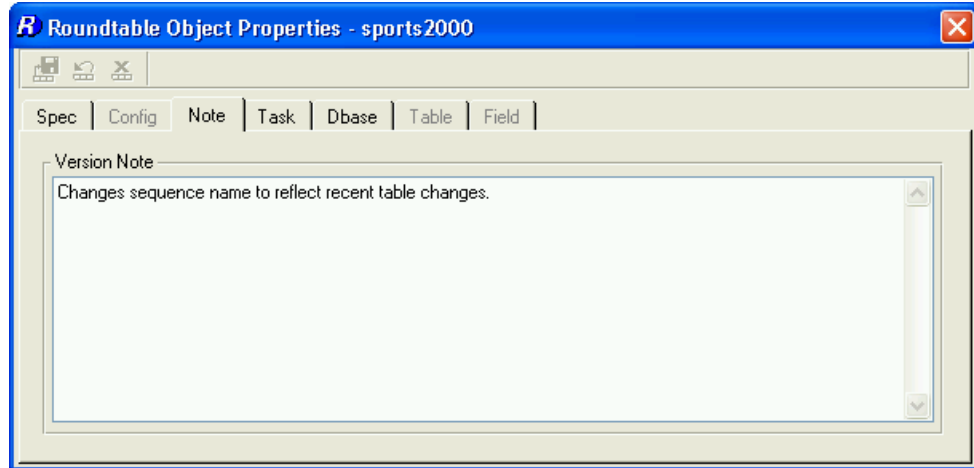 Roundtable Object Properties - sports2000
Spec Config Note Task Dbase Table Field
Version Note
Changes sequence name to reflect recent table changes.